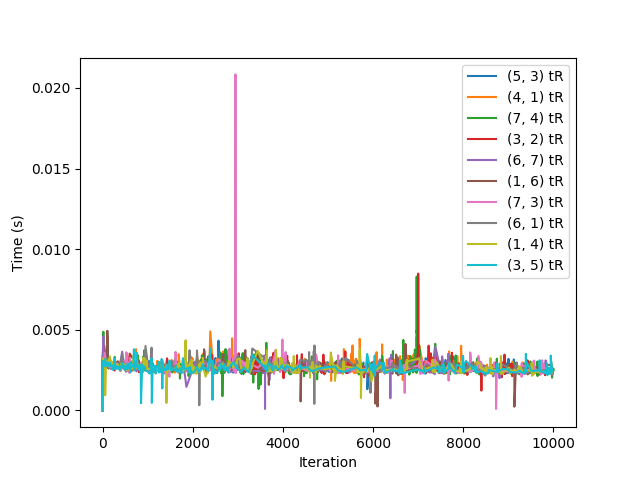 0.020
0.015
0.010
0.005
0.000
Time (s)
0
2000
4000
6000
8000
10000
Iteration
(5, 3) tR
(4, 1) tR
(7, 4) tR
(3, 2) tR
(6, 7) tR
(1, 6) tR
(7, 3) tR
(6, 1) tR
(1, 4) tR
(3, 5) tR